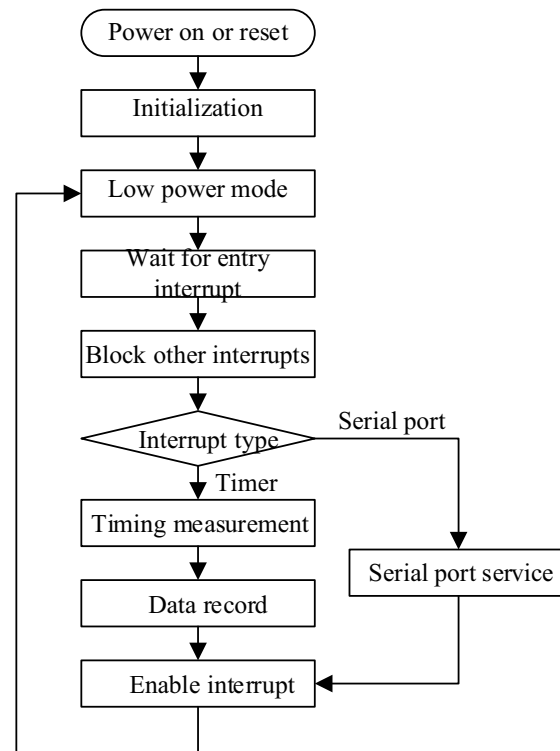 Power on or reset
Initialization
Low power mode
Wait for entry
interrupt
Block other interrupts
Interrupt type
Serial port
Timer
Timing measurement
Serial port service
Data record
Enable interrupt